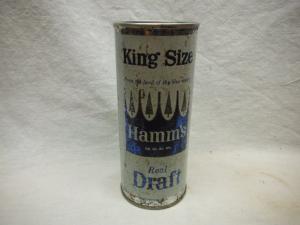 King Size
From the land of sky blue waters
Hamm's
Real
Draft